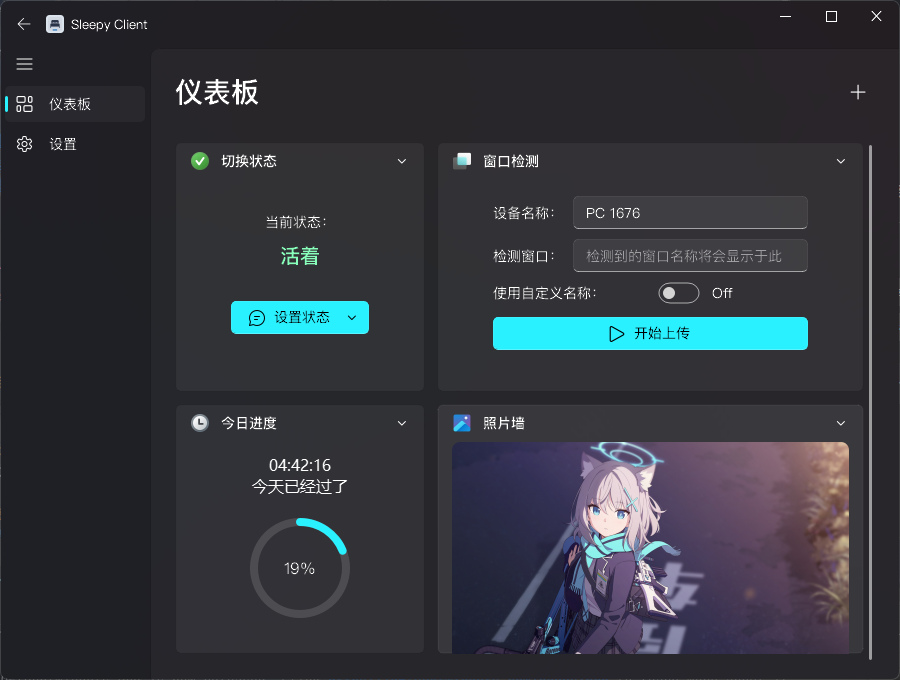 Sleepy Client
仪表板
设置
仪表板
切换状态
当前状态：
活着
设置状态
窗口检测
设备名称：
PC 1676
检测窗口：
检测到的窗口名称将会显示于此
使用自定义名称：
Off
开始上传
今日进度
04:42:16
今天已经过了
19%
照片墙